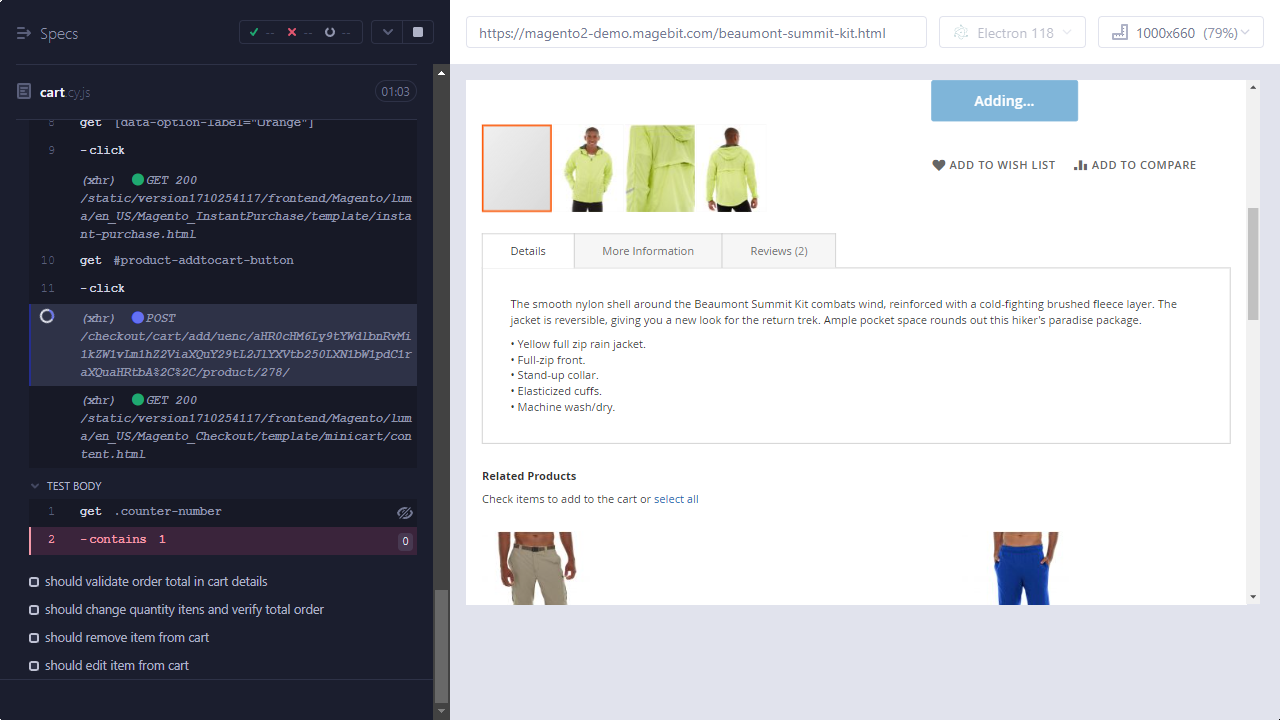 Specs
--
--
--
https://magento2-demo.magebit.com/beaumont-summit-kit.html
Electron 118
1000x660 (79%)
cart.cy.js
01:03
8 get [data-option-label="Orange"]
9 -click
(xhr) GET 200
/static/version1710254117/frontend/Magento/lum
a/en_US/Magento_InstantPurchase/template/insta
nt-purchase.html
10 get #product-addtocart-button
11 -click
(xhr) POST
/checkout/cart/add/uenc/aHR0cHM6Ly9tYWdlbnRvMi
1kZW1vLm1hZ2ViaXQuY29tL2JlYXVtb250LXN1bW1pdC1r
aXQuaHRtbA%2C%2C/product/278/
(xhr) GET 200
/static/version1710254117/frontend/Magento/lum
a/en_US/Magento_Checkout/template/minicart/con
tent.html
TEST BODY
1 get .counter-number
2 -contains 1 0
should validate order total in cart details
should change quantity itens and verify total order
should remove item from cart
should edit item from cart
Adding...
ADD TO WISH LIST
ADD TO COMPARE
Details
More Information
Reviews (2)
The smooth nylon shell around the Beaumont Summit Kit combats wind, reinforced with a cold-fighting brushed fleece layer. The
jacket is reversible, giving you a new look for the return trek. Ample pocket space rounds out this hiker's paradise package.
• Yellow full zip rain jacket.
• Full-zip front.
• Stand-up collar.
• Elasticized cuffs.
• Machine wash/dry.
Related Products
Check items to add to the cart or select all